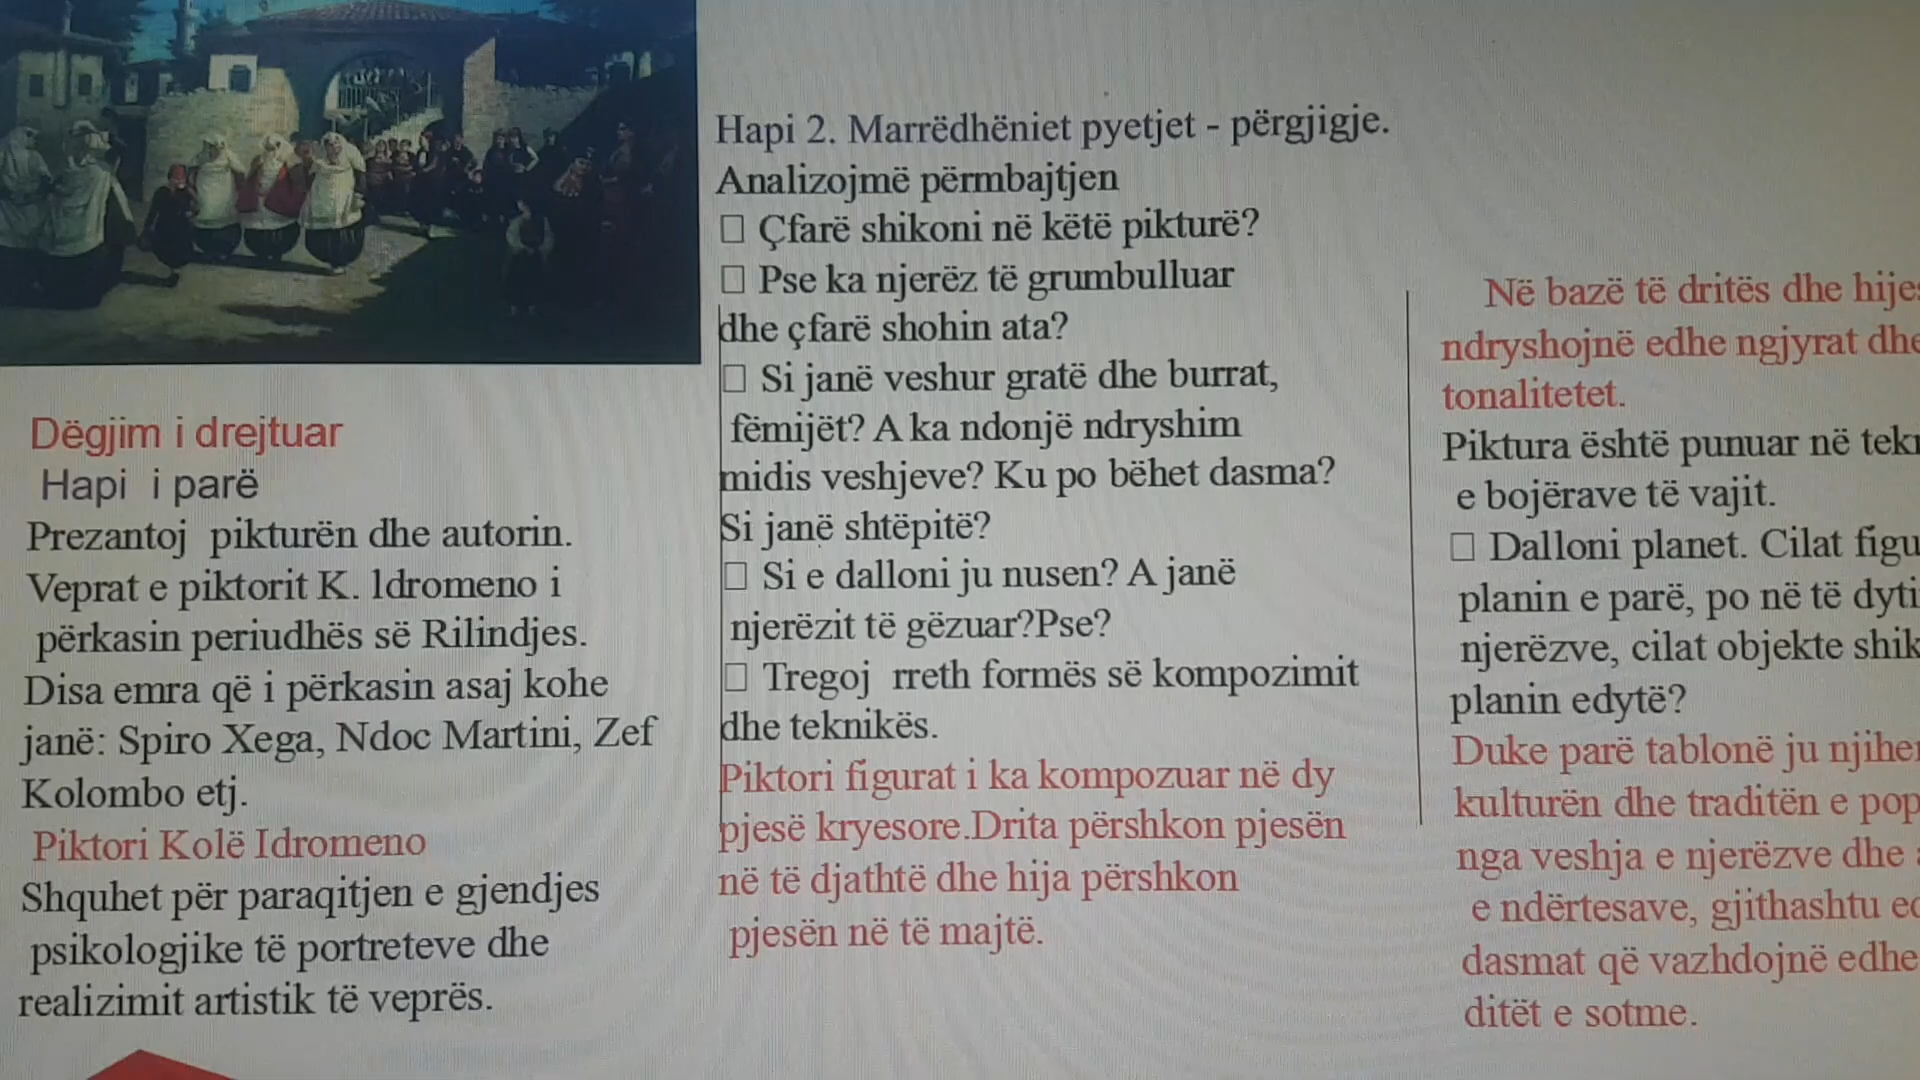 Dëgjim i drejtuar
Hapi i parë
Prezantoj pikturën dhe autorin.
Veprat e piktorit K. ldromeno i
përkasin periudhës së Rilindjes.
Disa emra që i përkasin asaj kohe
janë: Spiro Xega, Ndoc Martini, Zef
Kolombo etj.
Piktori Kolë Idromeno
Shquhet për paraqitjen e gjendjes
psikologjike të portreteve dhe
realizimit artistik të veprës.
Hapi 2. Marrëdhëniet pyetjet - përgjigje.
Analizojmë përmbajtjen
□ Çfarë shikoni në këtë pikturë?
□ Pse ka njerëz të grumbulluar
dhe çfarë shohin ata?
□ Si janë veshur gratë dhe burrat,
fëmijët? A ka ndonjë ndryshim
midis veshjeve? Ku po bëhet dasma?
Si janë shtëpitë?
□ Si e dalloni ju nusen? A janë
njerëzit të gëzuar?Pse?
□ Tregoj rreth formës së kompozimit
dhe teknikës.
Piktori figurat i ka kompozuar në dy
pjesë kryesore.Drita përshkon pjesën
në të djathtë dhe hija përshkon
pjesën në të majtë.
Në bazë të dritës dhe
ndryshojnë edhe ngjyrat
tonalitetet.
Piktura është punuar në
e bojërave të vajit.
□ Dalloni planet. Cilat
planin e parë, po në të
njerëzve, cilat objekte
planin edytë?
Duke parë tablonë ju
kulturën dhe traditën e
nga veshja e njerëzve dhe
e ndërtesave, gjithashtu
dasmat që vazhdojnë edhe
ditët e sotme.